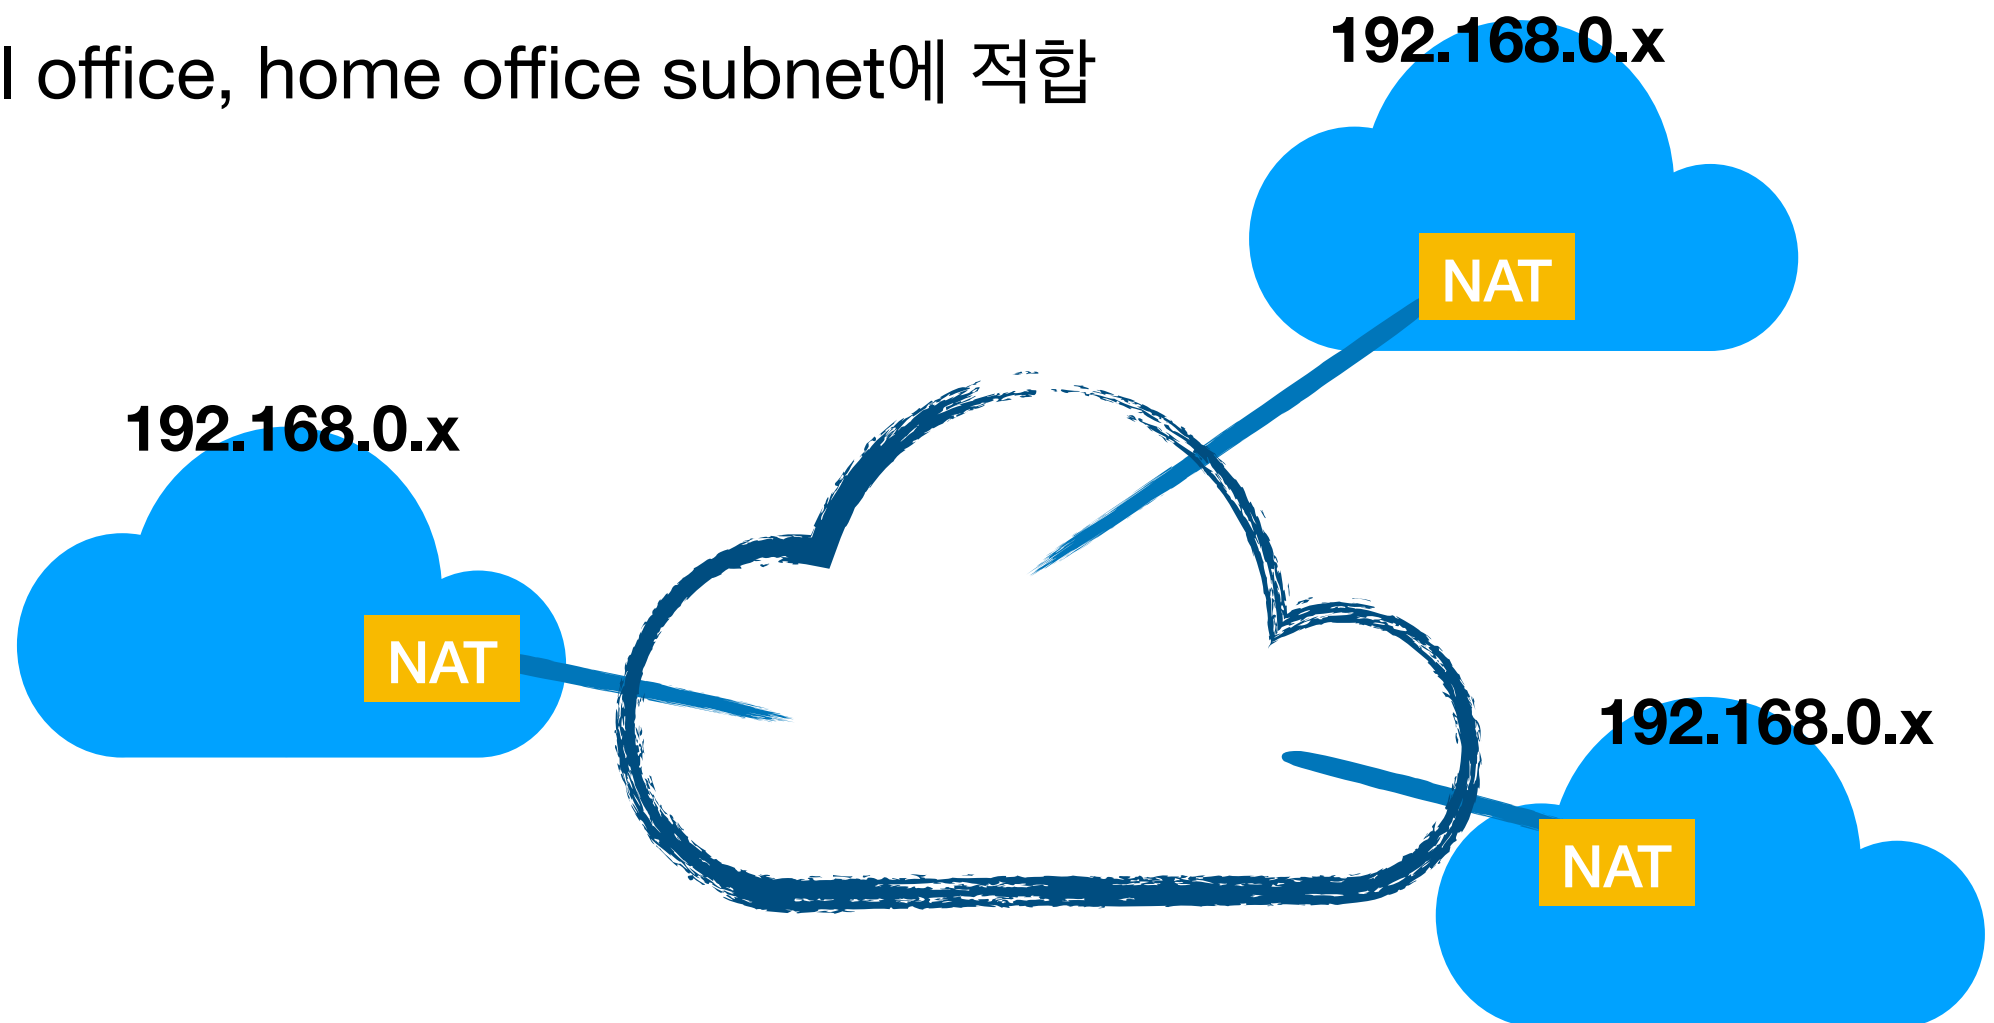 l office, home office subnet에 적합
192.168.0.x
NAT
192.168.0.x
NAT
192.168.0.x
NAT